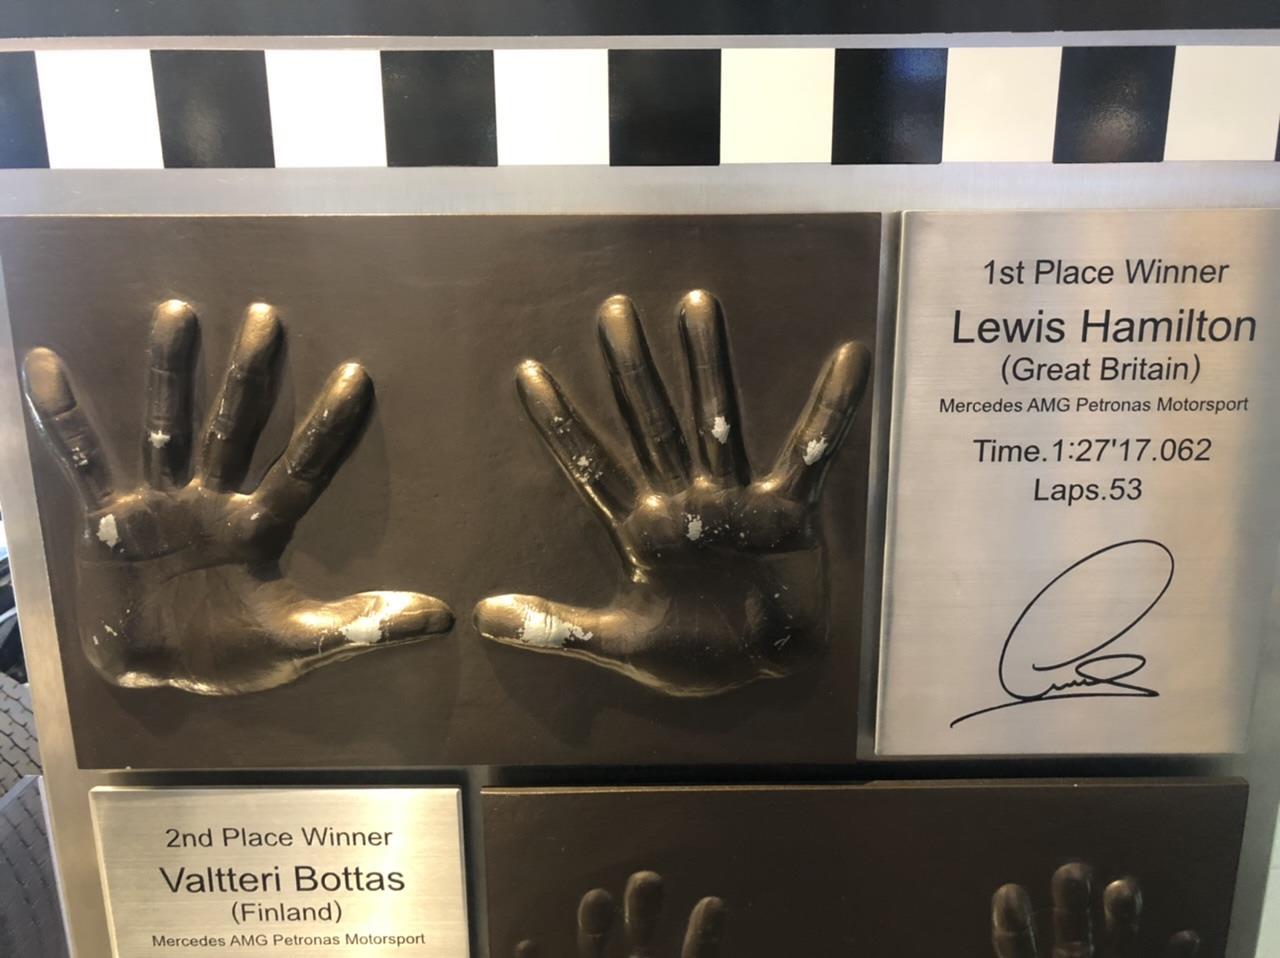 1st Place Winner
Lewis Hamilton
(Great Britain)
Mercedes AMG Petronas Motorsport
Time.1:27'17.062
Laps.53
2nd Place Winner
Valtteri Bottas
(Finland)
Mercedes AMG Petronas Motorsport